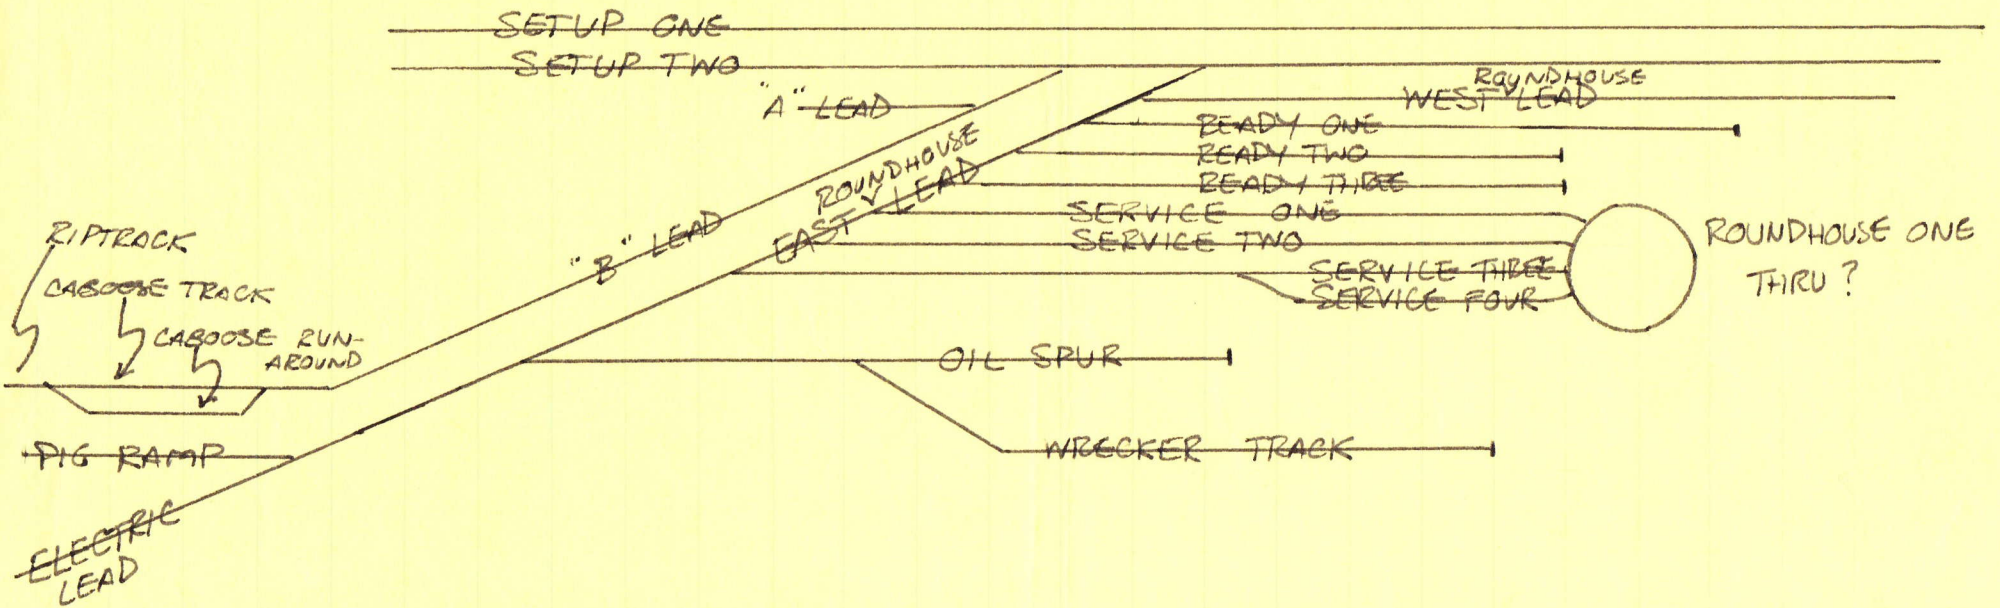 SETUP ONE
SETUP TWO
"A" LEAD
ROUNDHOUSE
WEST LEAD
READY ONE
READY TWO
READY THREE
ROUNDHOUSE
EAST LEAD
SERVICE ONE
SERVICE TWO
SERVICE THREE
SERVICE FOUR
ROUNDHOUSE ONE
THRU ?
"B" LEAD
RIPTRACK
CABOOSE TRACK
CABOOSE RUN-
AROUND
OIL SPUR
PIG RAMP
WRECKER TRACK
ELECTRIC
LEAD